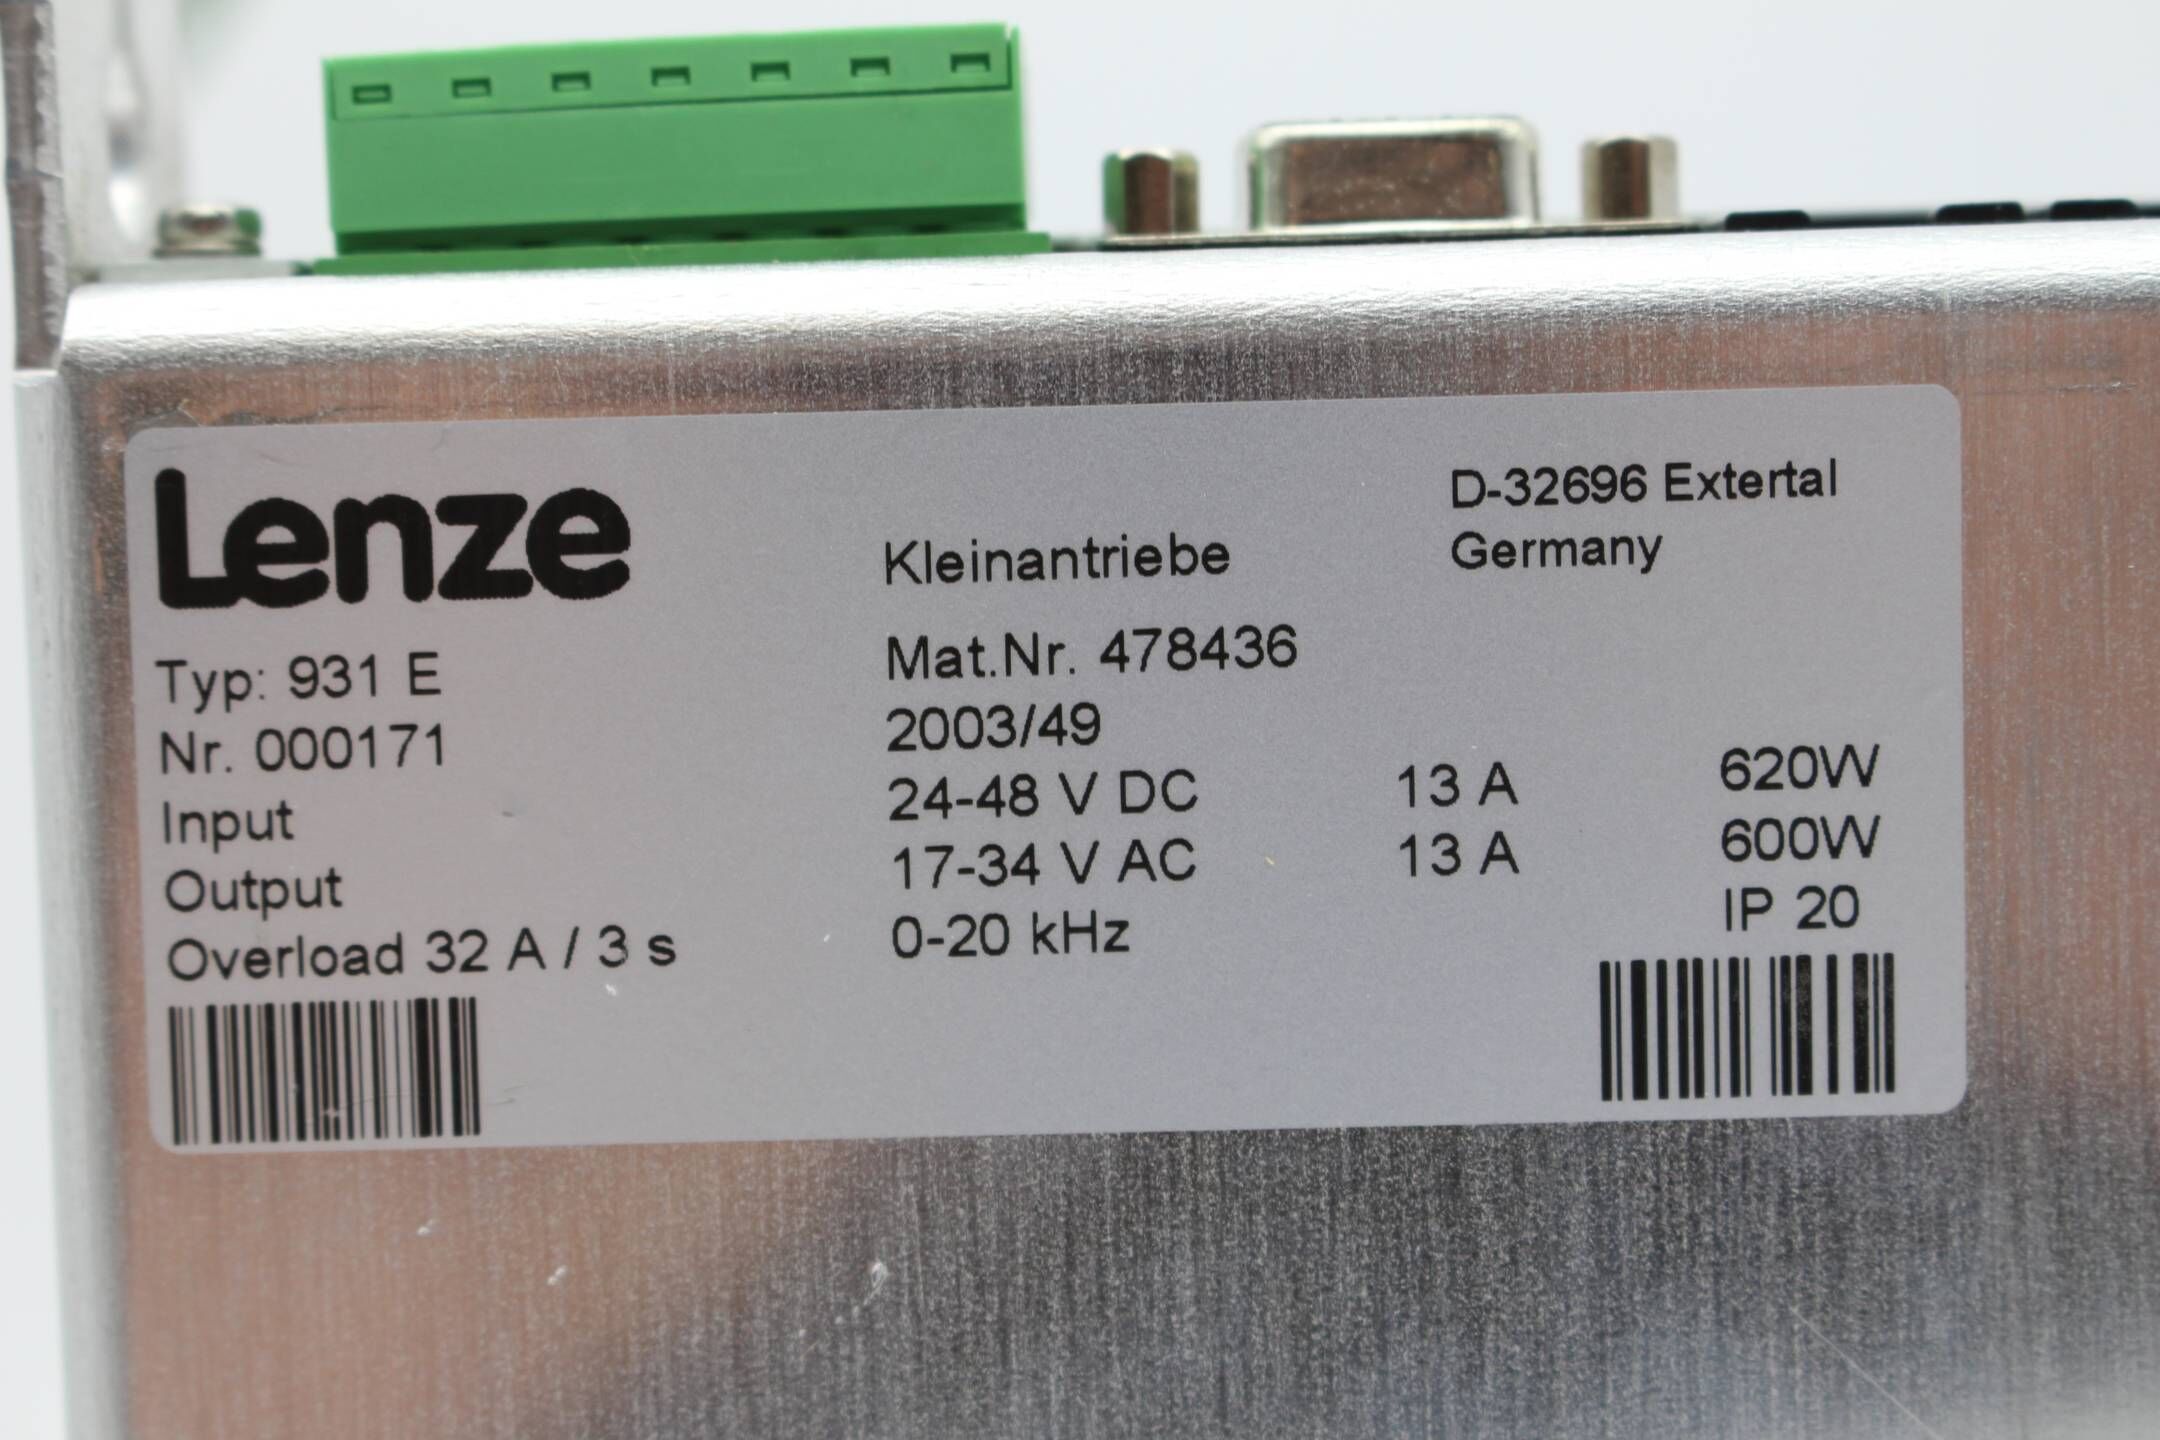 Lenze
Kleinantriebe
D-32696 Extertal
Germany
Typ: 931 E
Mat.Nr. 478436
Nr. 000171
2003/49
Input 24-48 V DC 13 A 620W
Output 17-34 V AC 13 A 600W
Overload 32 A / 3 s 0-20 kHz IP 20